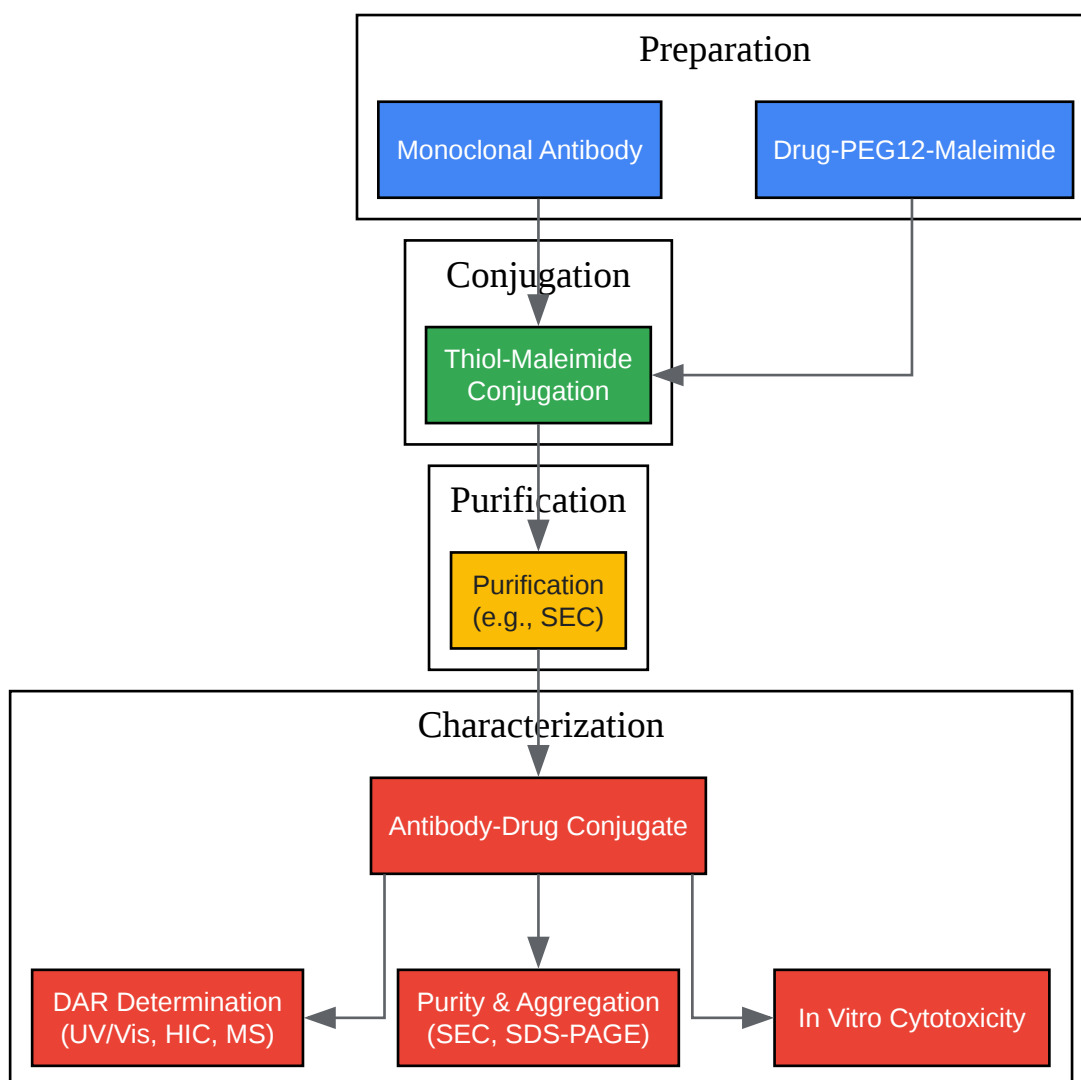 Preparation
Monoclonal Antibody
Drug-PEG12-Maleimide
Conjugation
Thiol-Maleimide
Conjugation
Purification
Purification
(e.g., SEC)
Characterization
Antibody-Drug Conjugate
DAR Determination
(UV/Vis, HIC, MS)
Purity & Aggregation
(SEC, SDS-PAGE)
In Vitro Cytotoxicity